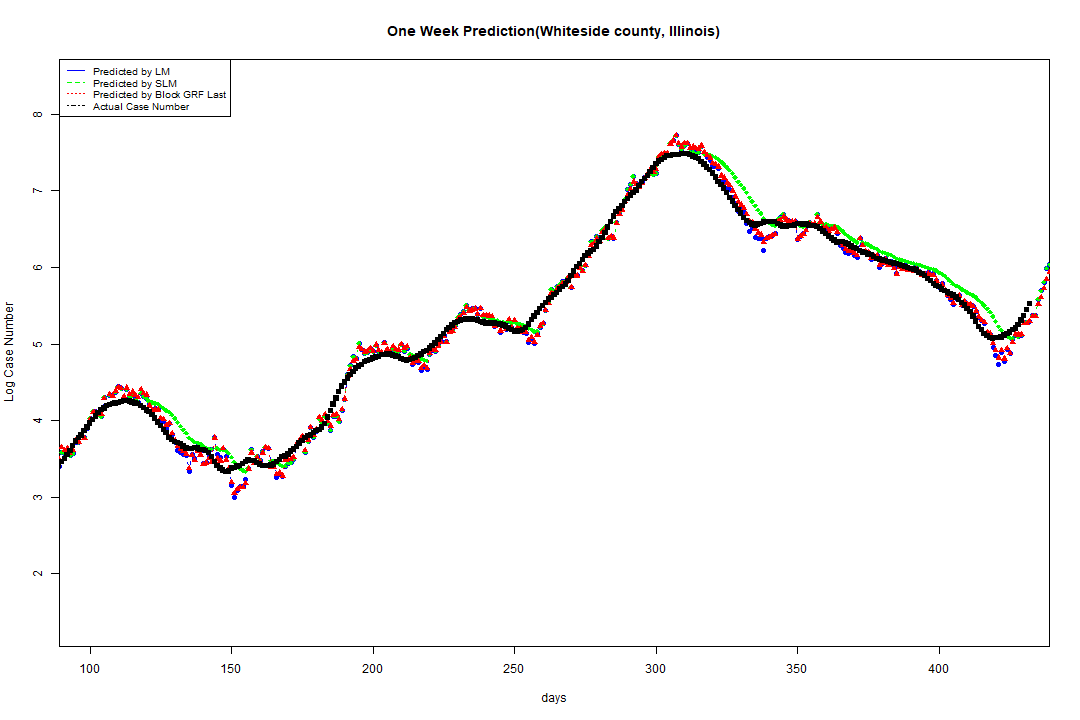 One Week Prediction(Whiteside county, Illinois)
Predicted by LM
Predicted by SLM
Predicted by Block GRF Last
Actual Case Number
Log Case Number
8
7
6
5
4
3
2
100 150 200 250 300 350 400
days